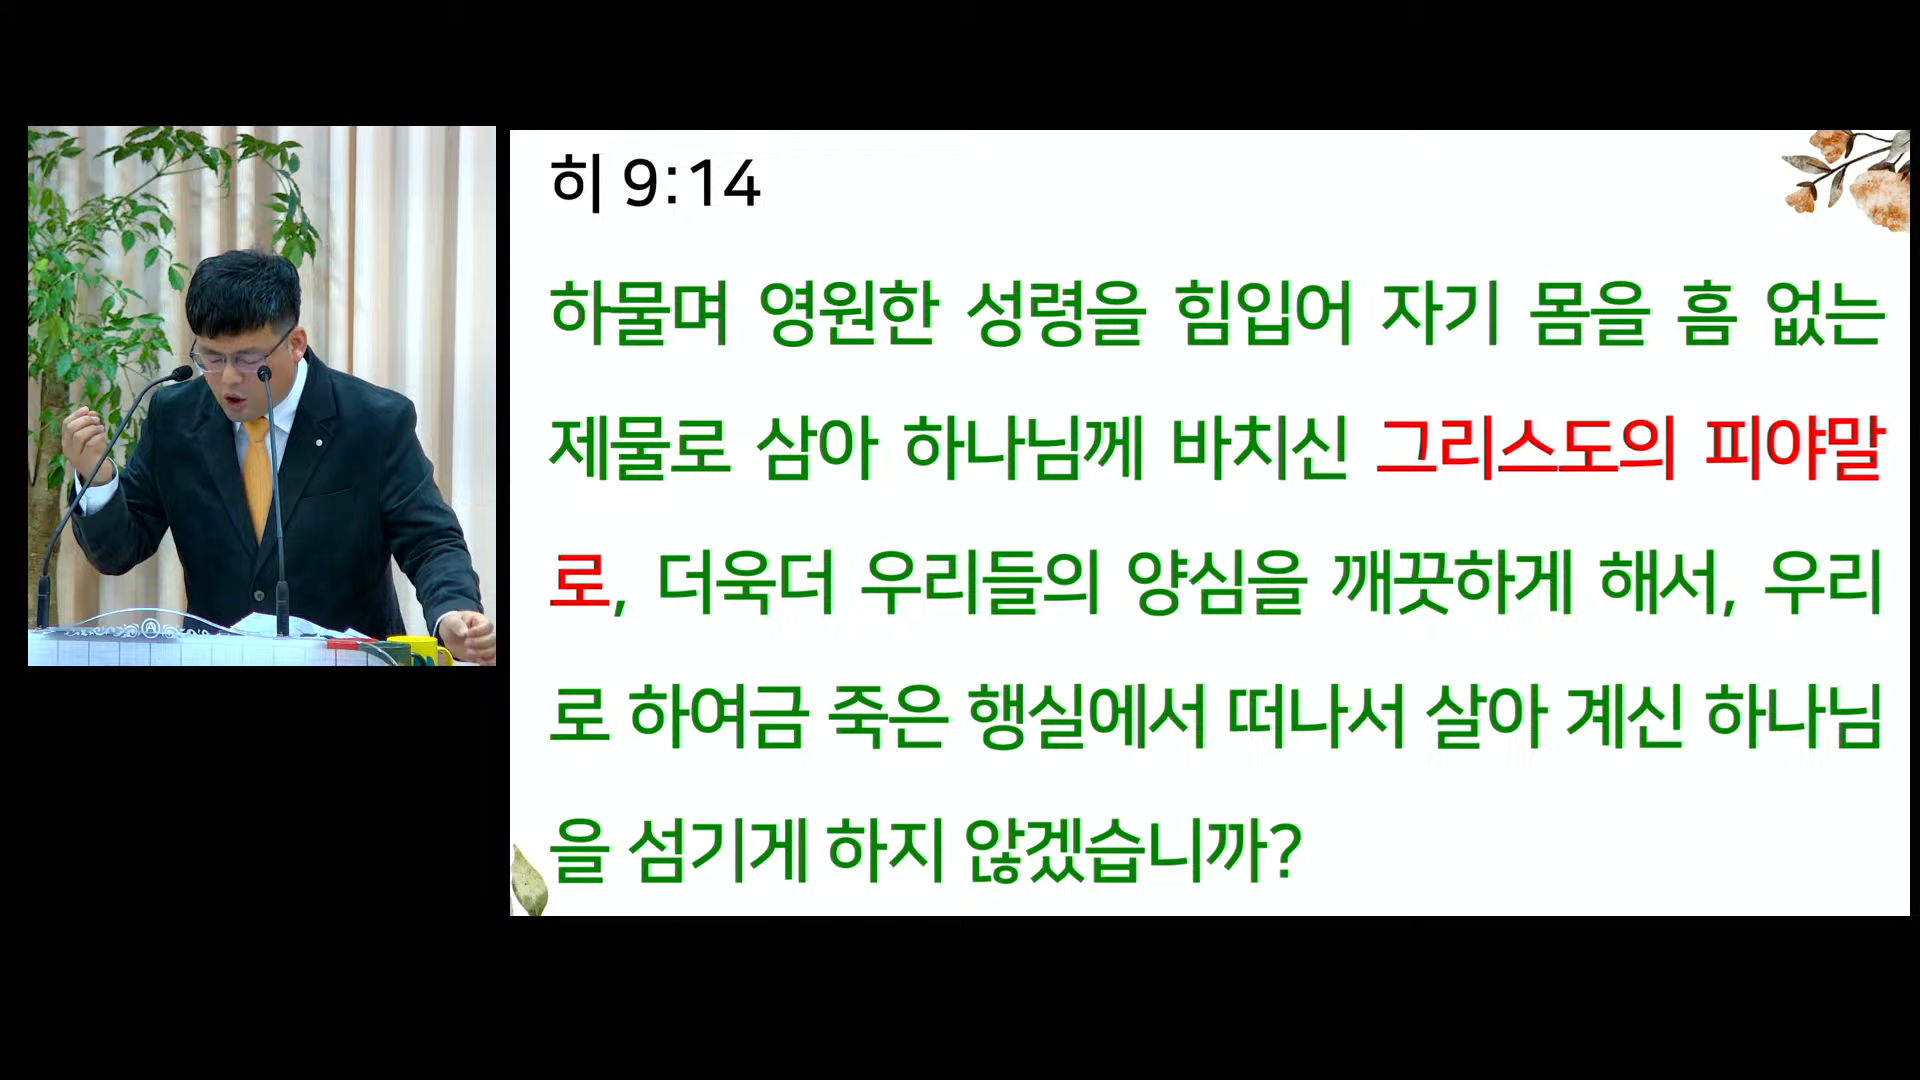 히 9:14
하물며 영원한 성령을 힘입어 자기 몸을 흠 없는
제물로 삼아 하나님께 바치신 그리스도의 피야말
로, 더욱더 우리들의 양심을 깨끗하게 해서, 우리
로 하여금 죽은 행실에서 떠나서 살아 계신 하나님
을 섬기게 하지 않겠습니까?